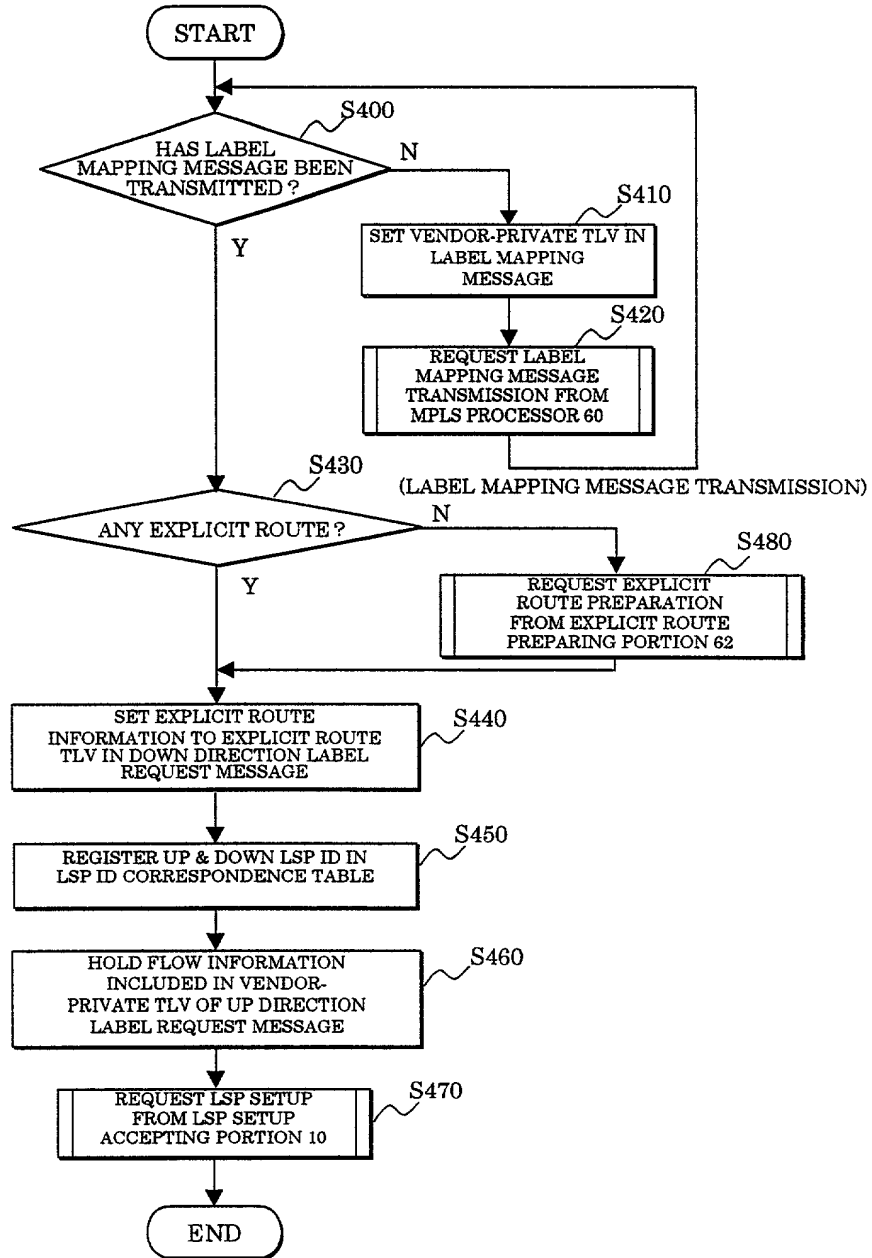 START
S400
HAS LABEL
MAPPING MESSAGE BEEN
TRANSMITTED ?
N
Y
S410
SET VENDOR-PRIVATE TLV IN
LABEL MAPPING
MESSAGE
S420
REQUEST LABEL
MAPPING MESSAGE
TRANSMISSION FROM
MPLS PROCESSOR 60
(LABEL MAPPING MESSAGE TRANSMISSION)
S430
ANY EXPLICIT ROUTE ?
N
Y
S480
REQUEST EXPLICIT
ROUTE PREPARATION
FROM EXPLICIT ROUTE
PREPARING PORTION 62
SET EXPLICIT ROUTE
INFORMATION TO EXPLICIT ROUTE
TLV IN DOWN DIRECTION LABEL
REQUEST MESSAGE
S440
REGISTER UP & DOWN LSP ID IN
LSP ID CORRESPONDENCE TABLE
S450
HOLD FLOW INFORMATION
INCLUDED IN VENDOR-
PRIVATE TLV OF UP DIRECTION
LABEL REQUEST MESSAGE
S460
REQUEST LSP SETUP
FROM LSP SETUP
ACCEPTING PORTION 10
S470
END